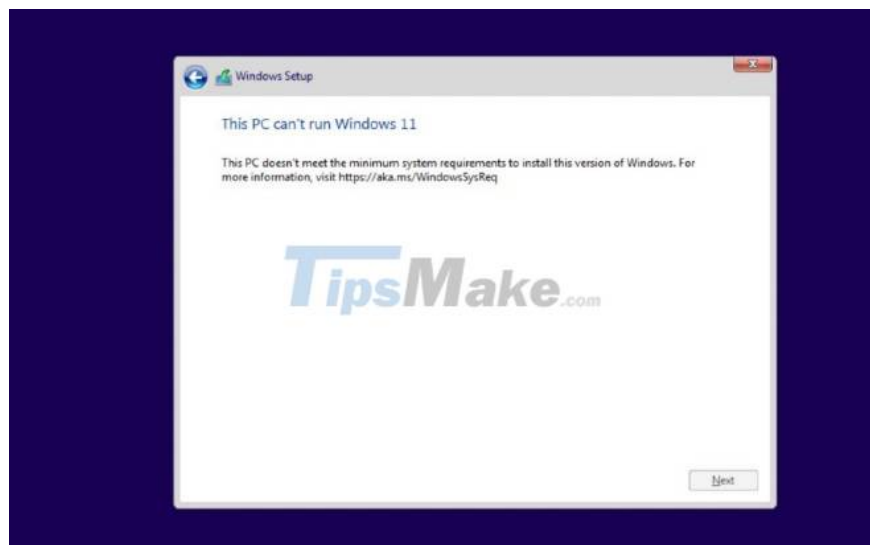 Windows Setup
This PC can't run Windows 11
This PC doesn't meet the minimum system requirements to install this version of Windows. For
more information, visit https://aka.ms/WindowsSysReq
TipsMake.com
Next